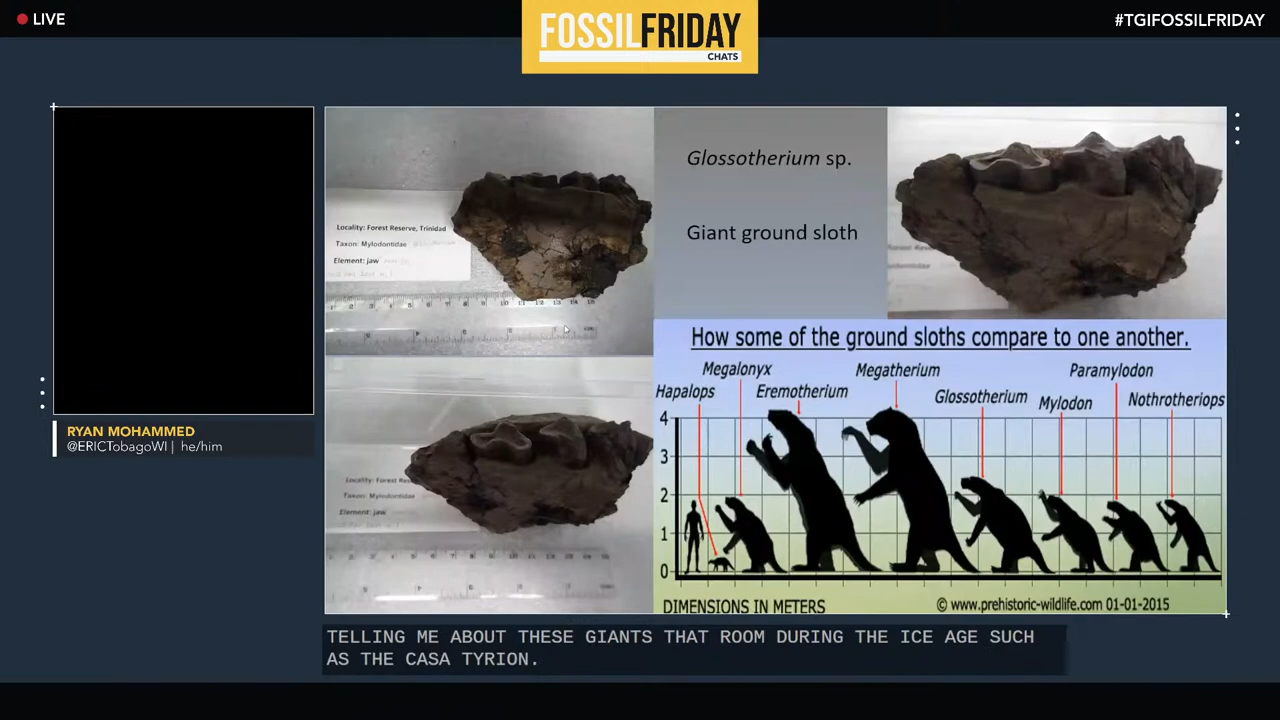 LIVE
FOSSILFRIDAY
CHATS
#TGIFOSSILFRIDAY
RYAN MOHAMMED
@ERICTobagoWI | he/him
Locality: Forest Reserve, Trinidad
Taxon: Mylodontidae
Element: jaw
Glossotherium sp.
Giant ground sloth
Locality: Forest Res
Taxon: Mylodontidae
Element: jaw
How some of the ground sloths compare to one another.
Hapalops
Megalonyx
Eremotherium
Megatherium
Glossotherium
Mylodon
Paramylodon
Nothrotheriops
4
3
2
1
0
DIMENSIONS IN METERS
© www.prehistoric-wildlife.com 01-01-2015
TELLING ME ABOUT THESE GIANTS THAT ROOM DURING THE ICE AGE SUCH
AS THE CASA TYRION.